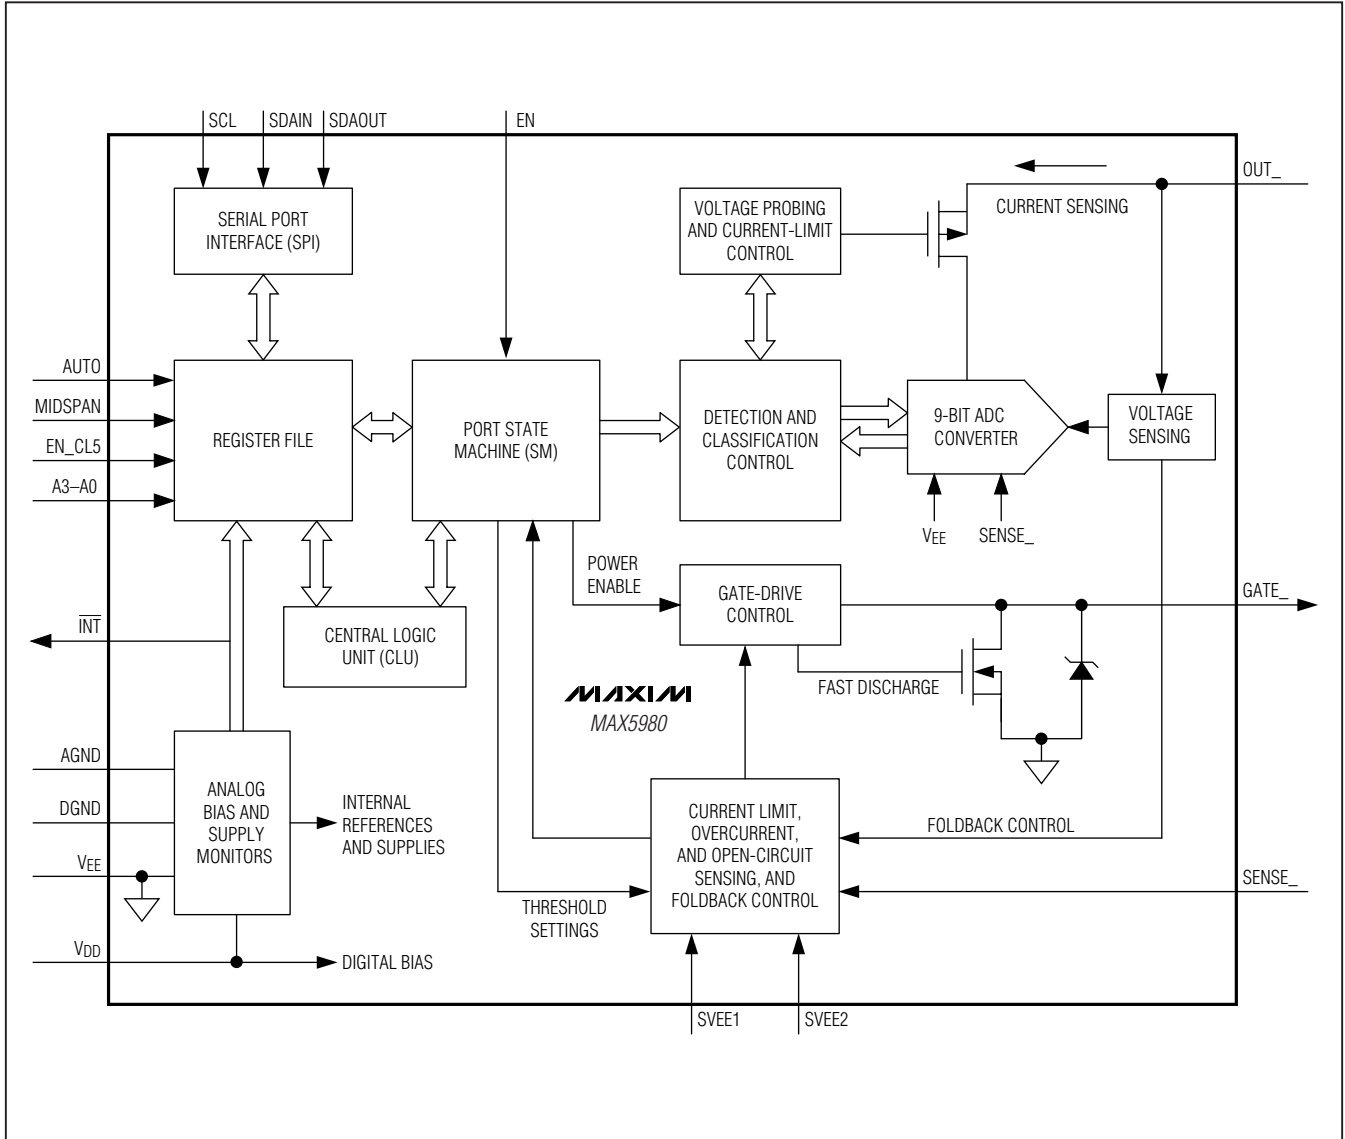 SCL
SDAIN
SDAOUT
EN
OUT_
SERIAL PORT
INTERFACE (SPI)
VOLTAGE PROBING
AND CURRENT-LIMIT
CONTROL
CURRENT SENSING
AUTO
MIDSPAN
EN_CL5
A3–A0
REGISTER FILE
PORT STATE
MACHINE (SM)
DETECTION AND
CLASSIFICATION
CONTROL
9-BIT ADC
CONVERTER
VOLTAGE
SENSING
VEE
SENSE_
POWER
ENABLE
GATE-DRIVE
CONTROL
GATE_
INT
CENTRAL LOGIC
UNIT (CLU)
FAST DISCHARGE
MAXIM
MAX5980
AGND
DGND
VEE
VDD
ANALOG
BIAS AND
SUPPLY
MONITORS
INTERNAL
REFERENCES
AND SUPPLIES
DIGITAL BIAS
CURRENT LIMIT,
OVERCURRENT,
AND OPEN-CIRCUIT
SENSING, AND
FOLDBACK CONTROL
FOLDBACK CONTROL
SENSE_
THRESHOLD
SETTINGS
SVEE1
SVEE2